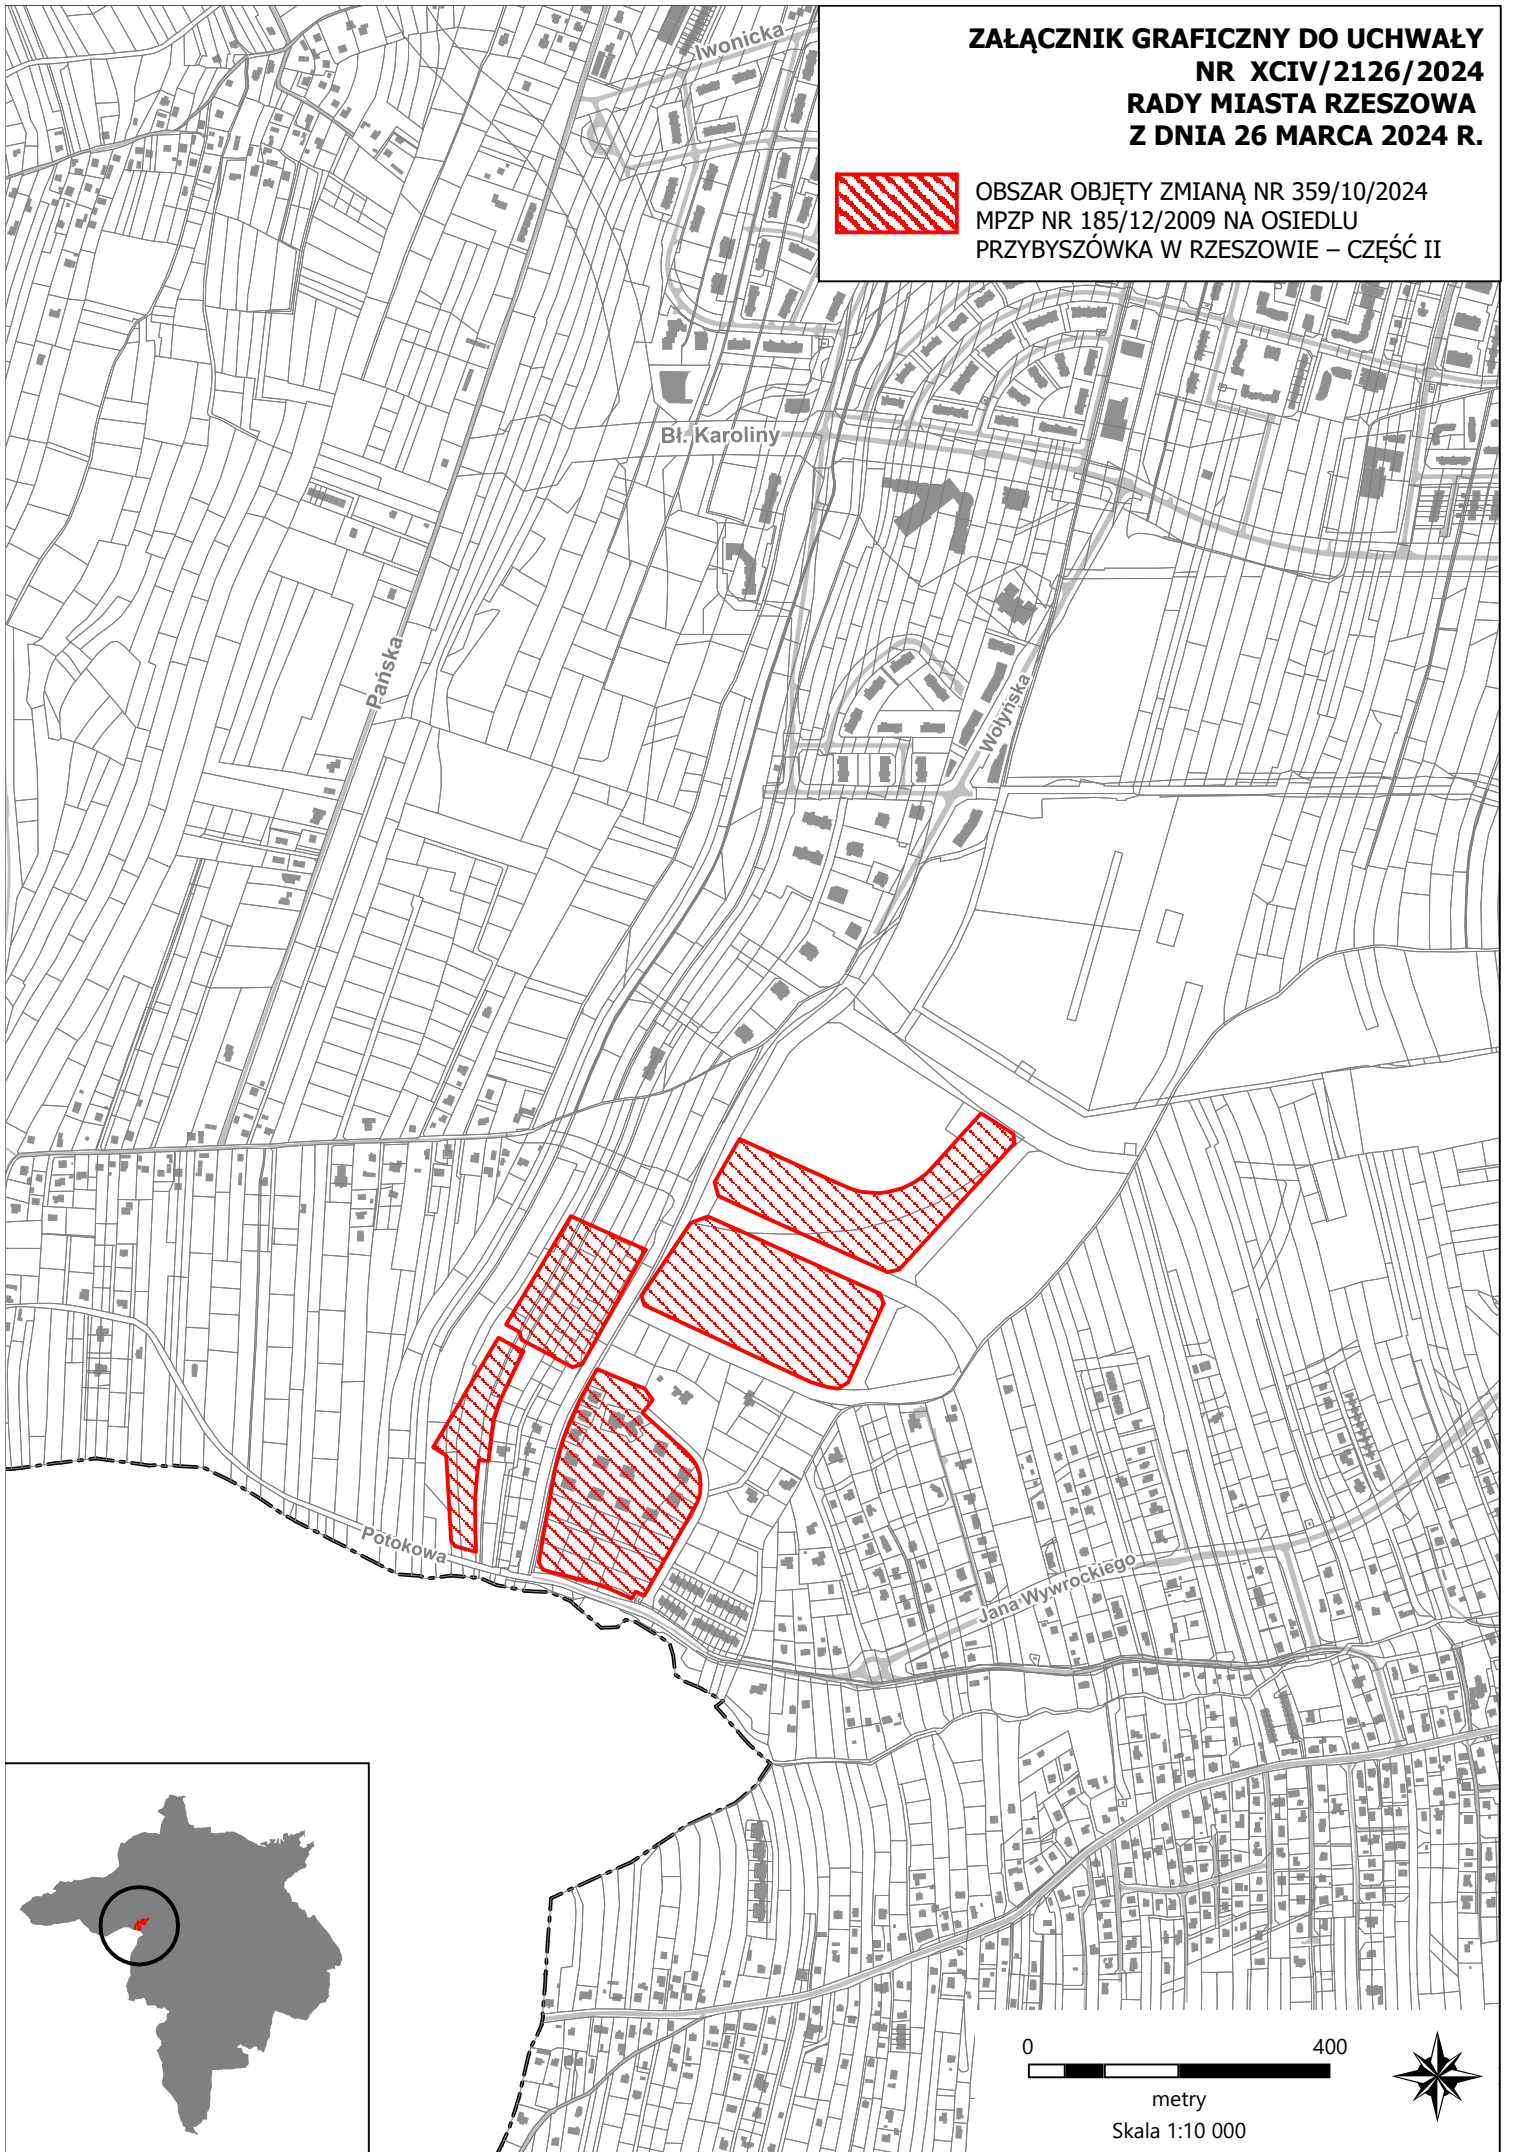 ZAŁĄCZNIK GRAFICZNY DO UCHWAŁY
NR XCIV/2126/2024
RADY MIASTA RZESZOWA
Z DNIA 26 MARCA 2024 R.
OBSZAR OBJĘTY ZMIANĄ NR 359/10/2024
MPZP NR 185/12/2009 NA OSIEDLU
PRZYBYSZÓWKA W RZESZOWIE – CZĘŚĆ II
Iwonicka
Bł. Karoliny
Pańska
Wołyńska
Potokowa
Jana Wywrockiego
0 400
metry
Skala 1:10 000